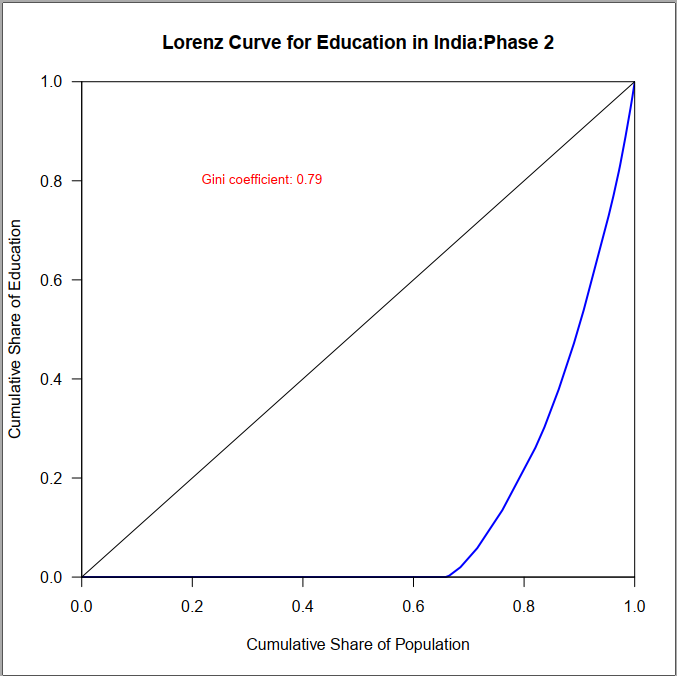 Lorenz Curve for Education in India:Phase 2
1.0
Gini coefficient: 0.79
0.8
0.6
0.4
0.2
0.0
Cumulative Share of Education
0.0 0.2 0.4 0.6 0.8 1.0
Cumulative Share of Population